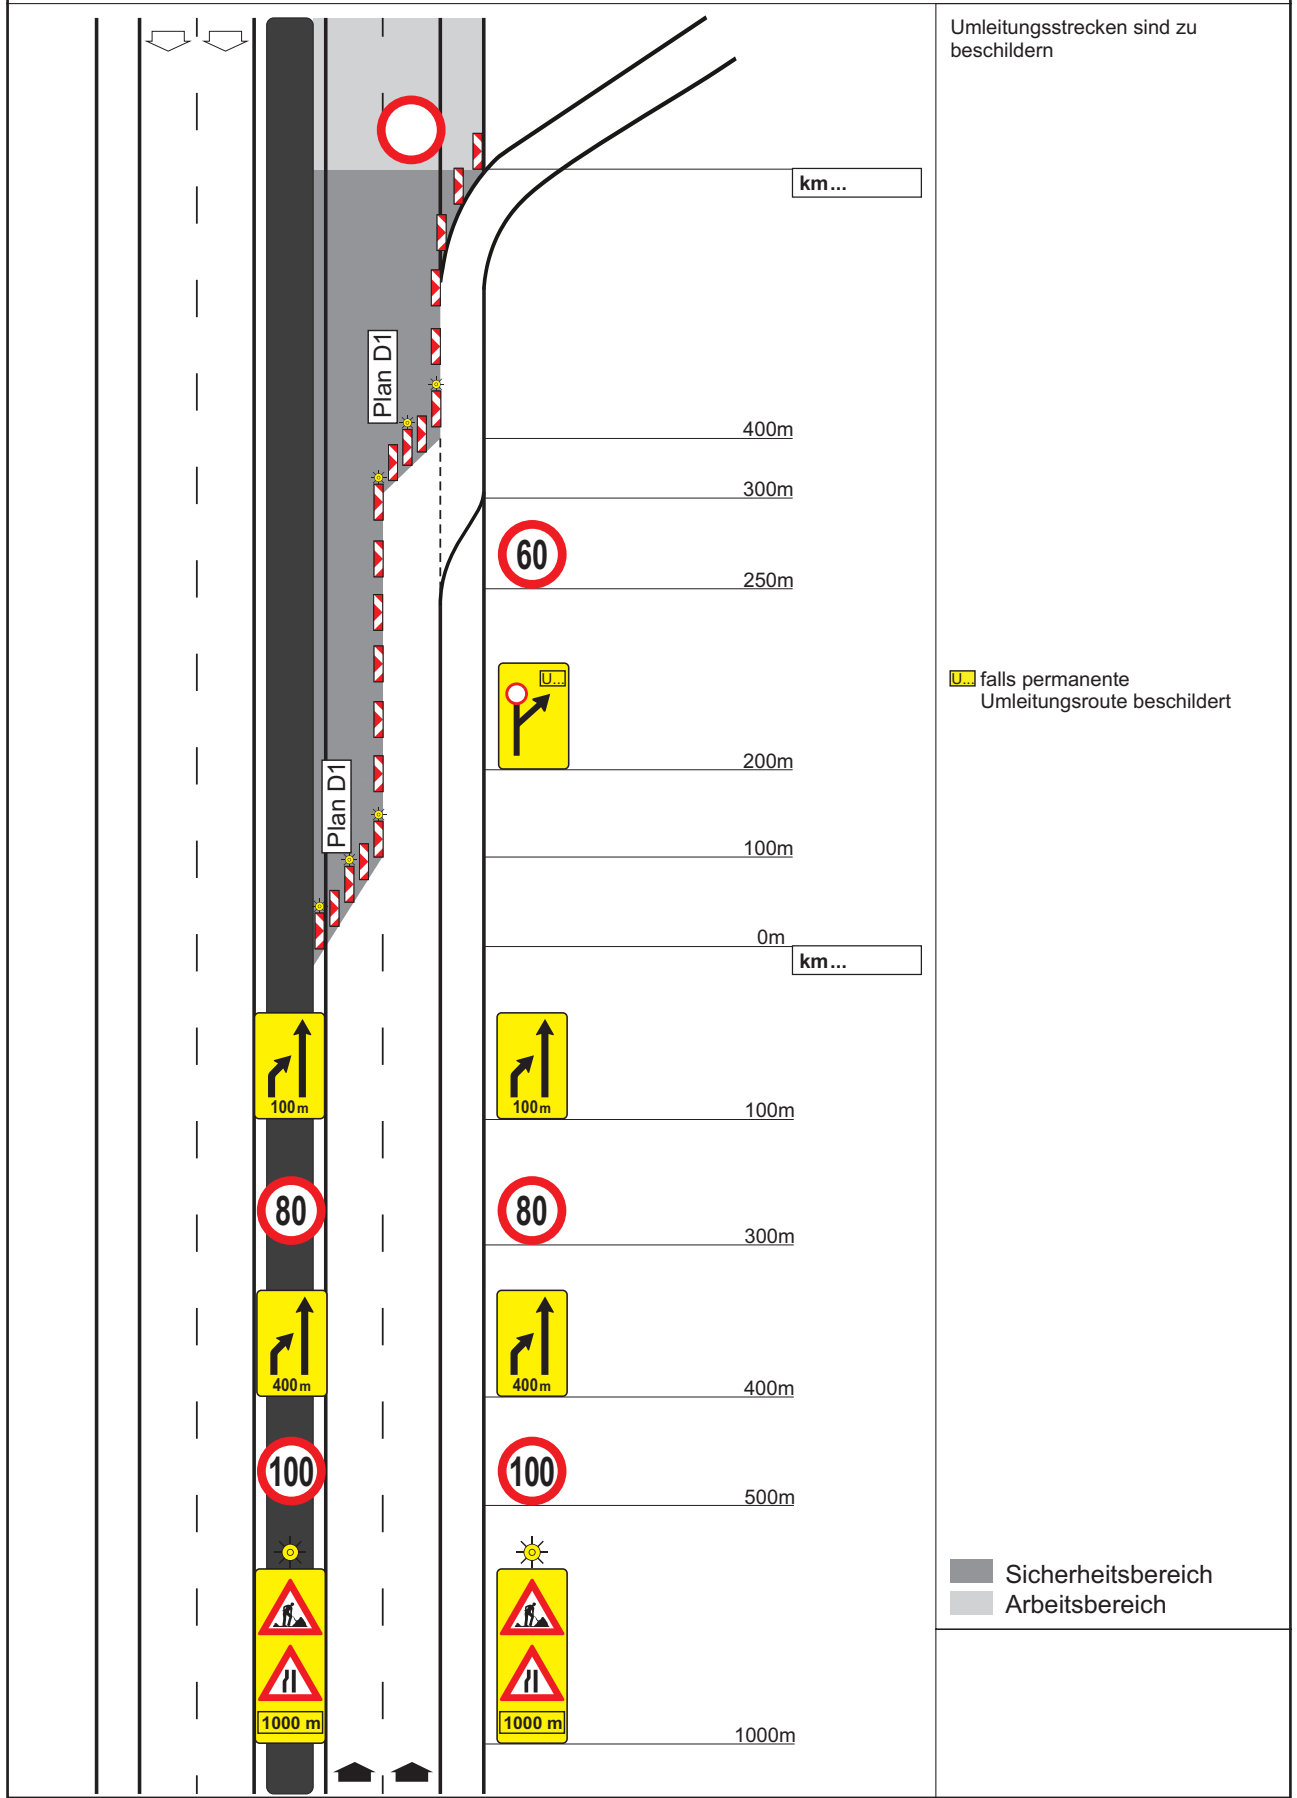 Umleitungsstrecken sind zu
beschildern
km...
Plan D1
400m
300m
60
250m
U...
U... falls permanente
Umleitungsroute beschildert
200m
Plan D1
100m
0m
km...
100m
100m
100m
80
80
300m
400m
400m
400m
100
100
500m
Sicherheitsbereich
Arbeitsbereich
1000 m
1000 m
1000m